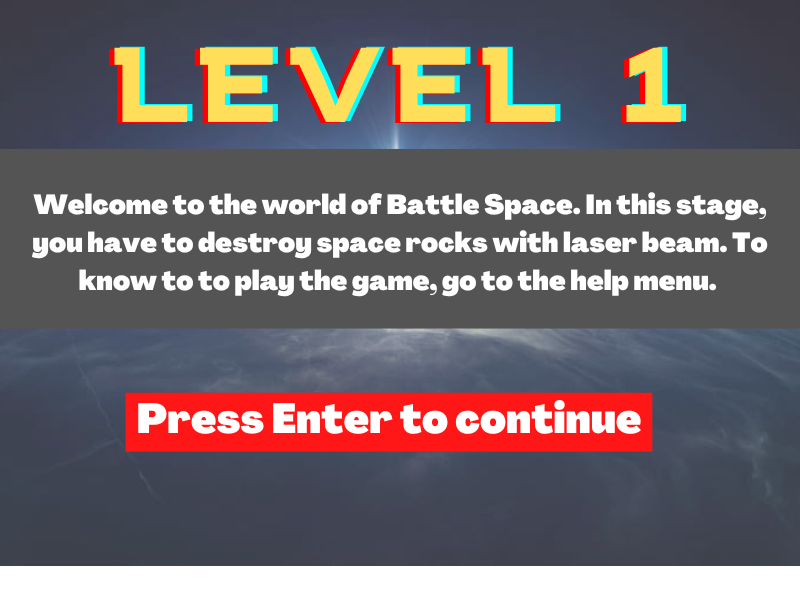 LEVEL 1
Welcome to the world of Battle Space. In this stage,
you have to destroy space rocks with laser beam. To
know to to play the game, go to the help menu.
Press Enter to continue